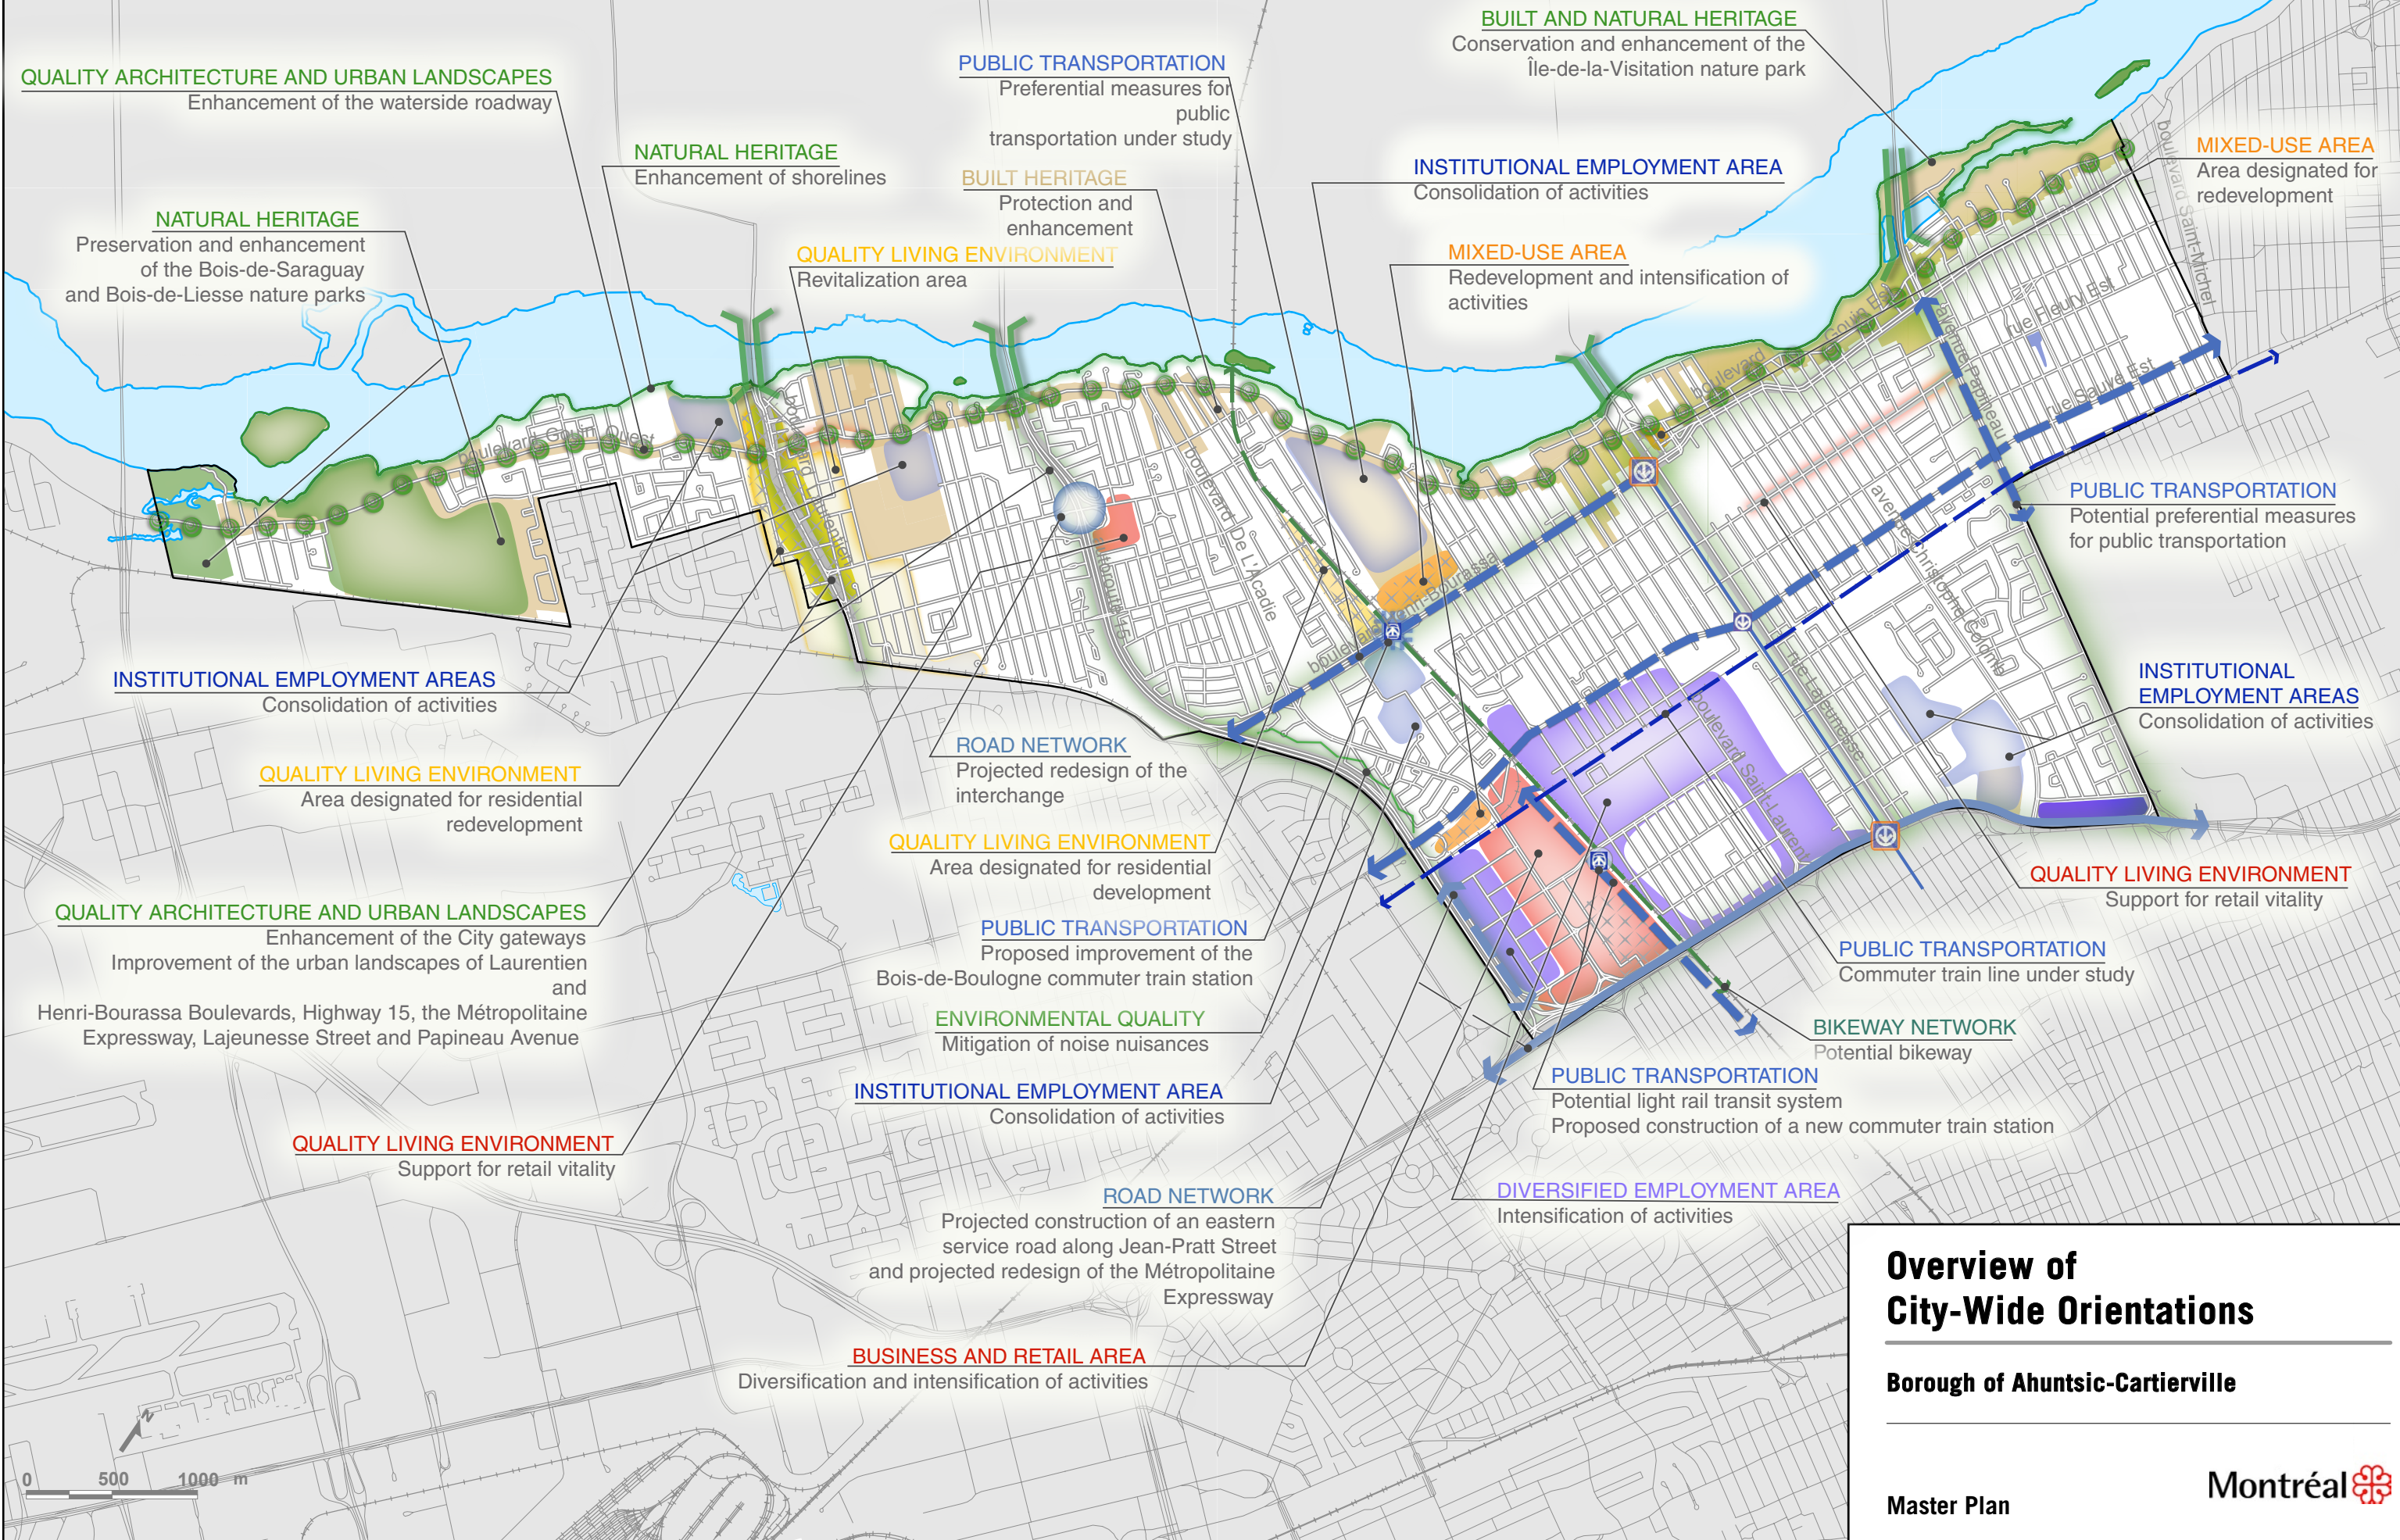 BUILT AND NATURAL HERITAGE
Conservation and enhancement of the
Île-de-la-Visitation nature park
QUALITY ARCHITECTURE AND URBAN LANDSCAPES
Enhancement of the waterside roadway
PUBLIC TRANSPORTATION
Preferential measures for
public
transportation under study
NATURAL HERITAGE
Enhancement of shorelines
BUILT HERITAGE
Protection and
enhancement
INSTITUTIONAL EMPLOYMENT AREA
Consolidation of activities
MIXED-USE AREA
Area designated for
redevelopment
NATURAL HERITAGE
Preservation and enhancement
of the Bois-de-Saraguay
and Bois-de-Liesse nature parks
QUALITY LIVING ENVIRONMENT
Revitalization area
MIXED-USE AREA
Redevelopment and intensification of
activities
boulevard Saint-Michel
rue Fleury Est
rue Sauvé Est
avenue Papineau
boulevard Gouin Est
boulevard Gouin Ouest
boulevard Laurentien
autoroute 15
boulevard De L'Acadie
boulevard Henri-Bourassa
avenue Christophe-Colomb
rue Lajeunesse
boulevard Saint-Laurent
PUBLIC TRANSPORTATION
Potential preferential measures
for public transportation
INSTITUTIONAL EMPLOYMENT AREAS
Consolidation of activities
INSTITUTIONAL
EMPLOYMENT AREAS
Consolidation of activities
QUALITY LIVING ENVIRONMENT
Area designated for residential
redevelopment
ROAD NETWORK
Projected redesign of the
interchange
QUALITY LIVING ENVIRONMENT
Area designated for residential
development
QUALITY LIVING ENVIRONMENT
Support for retail vitality
QUALITY ARCHITECTURE AND URBAN LANDSCAPES
Enhancement of the City gateways
Improvement of the urban landscapes of Laurentien
and
Henri-Bourassa Boulevards, Highway 15, the Métropolitaine
Expressway, Lajeunesse Street and Papineau Avenue
PUBLIC TRANSPORTATION
Proposed improvement of the
Bois-de-Boulogne commuter train station
PUBLIC TRANSPORTATION
Commuter train line under study
ENVIRONMENTAL QUALITY
Mitigation of noise nuisances
BIKEWAY NETWORK
Potential bikeway
INSTITUTIONAL EMPLOYMENT AREA
Consolidation of activities
PUBLIC TRANSPORTATION
Potential light rail transit system
Proposed construction of a new commuter train station
QUALITY LIVING ENVIRONMENT
Support for retail vitality
ROAD NETWORK
Projected construction of an eastern
service road along Jean-Pratt Street
and projected redesign of the Métropolitaine
Expressway
DIVERSIFIED EMPLOYMENT AREA
Intensification of activities
BUSINESS AND RETAIL AREA
Diversification and intensification of activities
N
0 500 1000 m
Overview of
City-Wide Orientations
Borough of Ahuntsic-Cartierville
Master Plan
Montréal